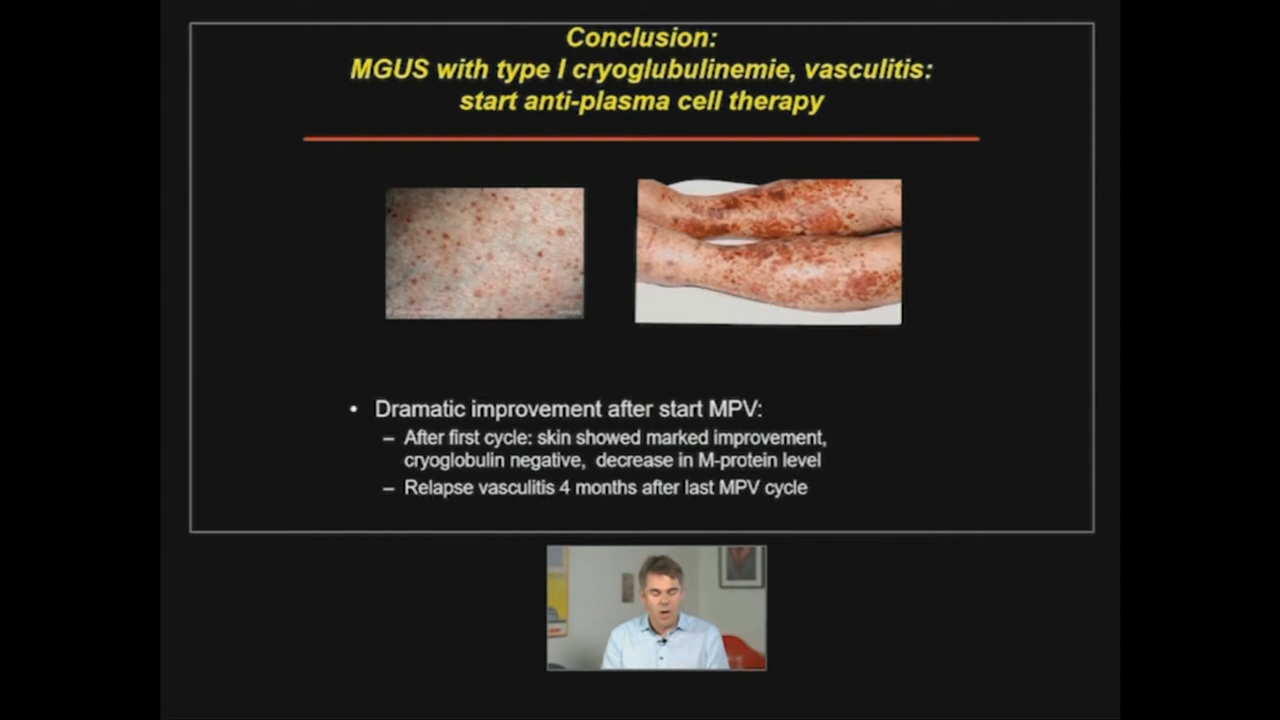 Conclusion:
MGUS with type I cryoglubulinemie, vasculitis:
start anti-plasma cell therapy
• Dramatic improvement after start MPV:
– After first cycle: skin showed marked improvement,
cryoglobulin negative, decrease in M-protein level
– Relapse vasculitis 4 months after last MPV cycle